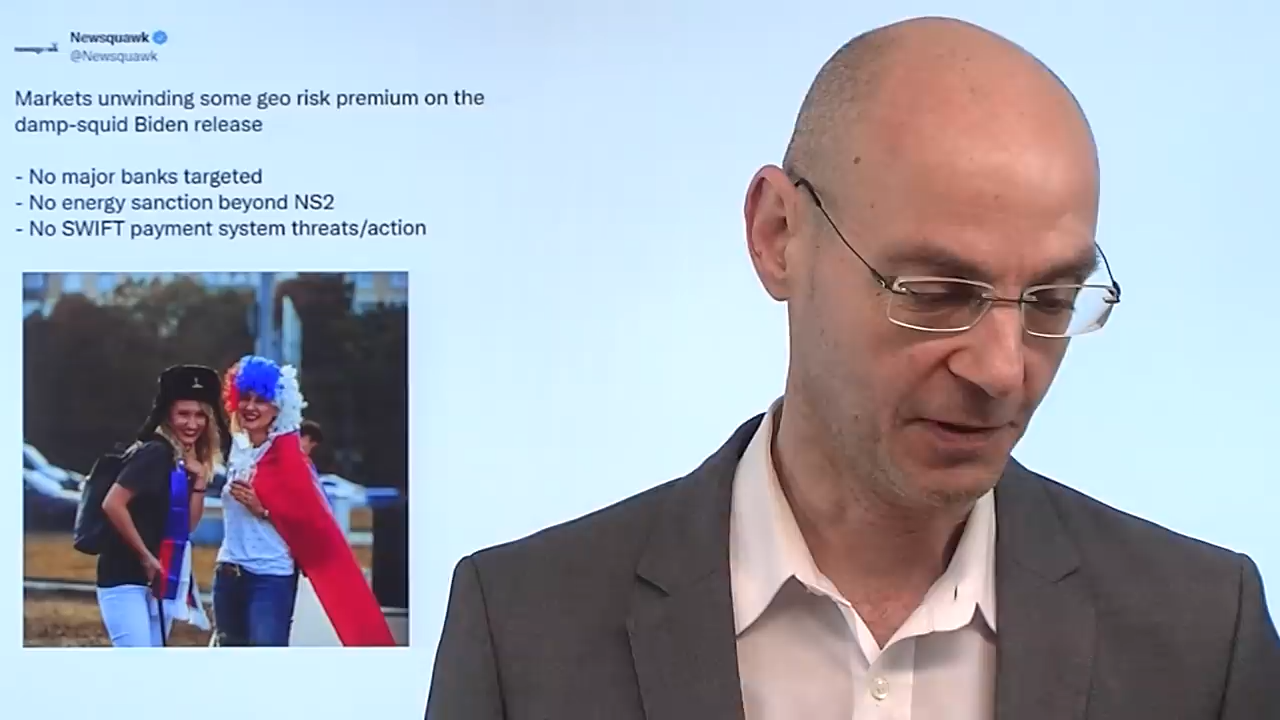 Newsquawk
@Newsquawk
Markets unwinding some geo risk premium on the
damp-squid Biden release
- No major banks targeted
- No energy sanction beyond NS2
- No SWIFT payment system threats/action